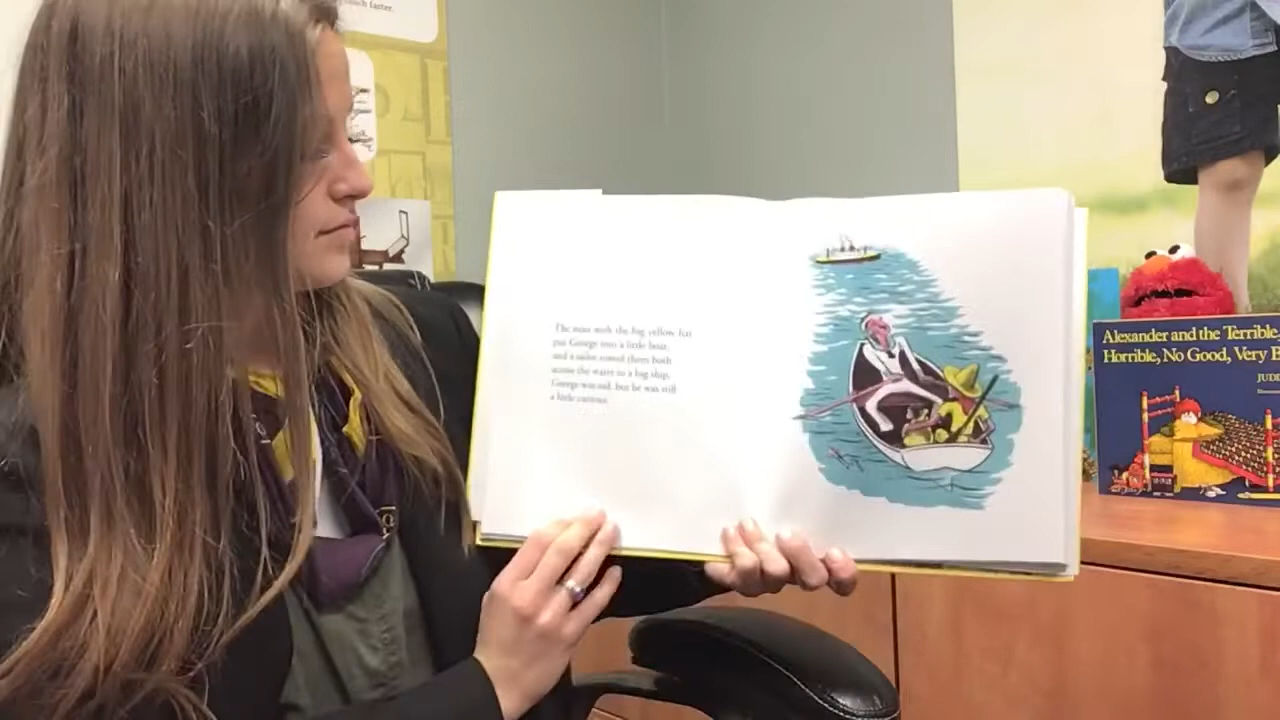 faster.
The man with the big yellow hat
put George into a little boat,
and a sailor rowed them both
across the water to a big ship.
George was sad, but he was still
a little curious.
Alexander and the Terrible,
Horrible, No Good, Very B
JUDI